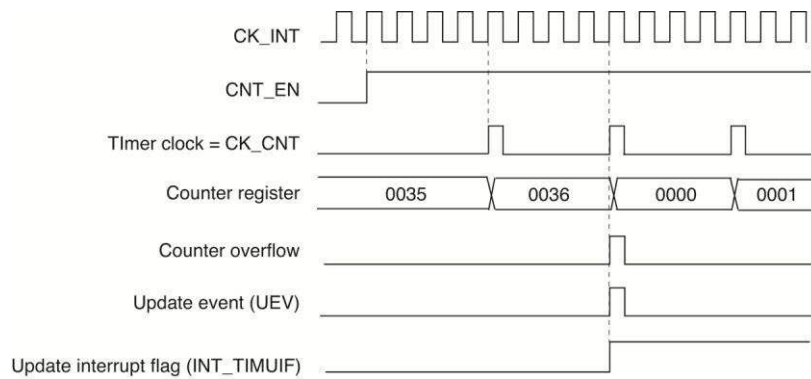 CK_INT
CNT_EN
TImer clock = CK_CNT
Counter register 0035 0036 0000 0001
Counter overflow
Update event (UEV)
Update interrupt flag (INT_TIMUIF)